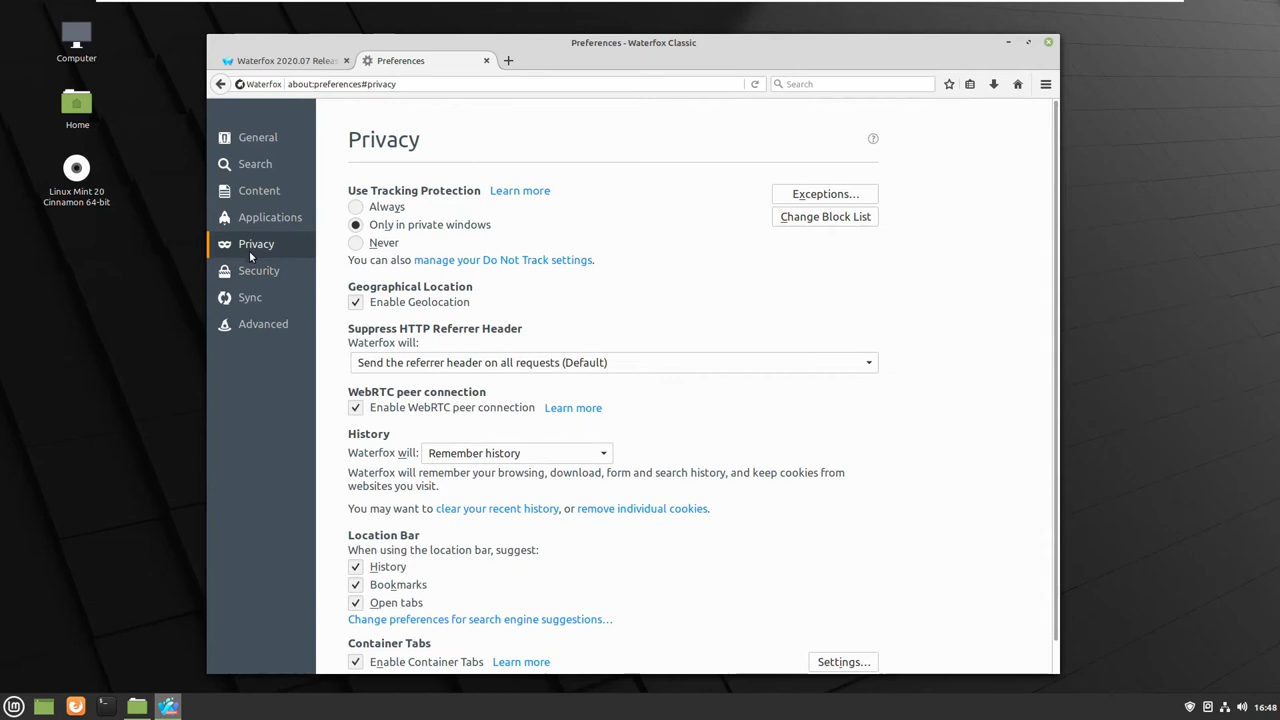 Computer
Home
Linux Mint 20
Cinnamon 64-bit
Preferences - Waterfox Classic
Waterfox 2020.07 Releas
Preferences
Waterfox
about:preferences#privacy
Search
General
Search
Content
Applications
Privacy
Security
Sync
Advanced
Privacy
Use Tracking Protection Learn more
Exceptions...
Always
Change Block List
Only in private windows
Never
You can also manage your Do Not Track settings.
Geographical Location
Enable Geolocation
Suppress HTTP Referrer Header
Waterfox will:
Send the referrer header on all requests (Default)
WebRTC peer connection
Enable WebRTC peer connection Learn more
History
Waterfox will: Remember history
Waterfox will remember your browsing, download, form and search history, and keep cookies from
websites you visit.
You may want to clear your recent history, or remove individual cookies.
Location Bar
When using the location bar, suggest:
History
Bookmarks
Open tabs
Change preferences for search engine suggestions...
Container Tabs
Enable Container Tabs Learn more
Settings...
16:48